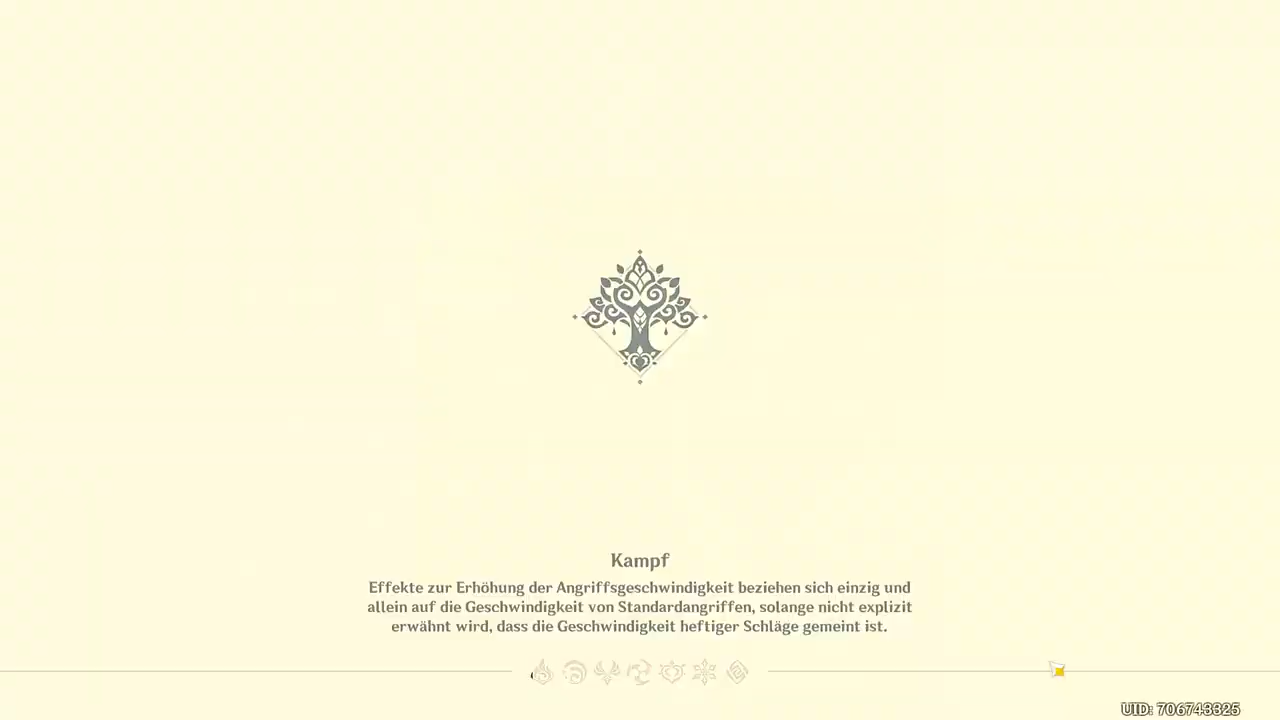 Kampf
Effekte zur Erhöhung der Angriffsgeschwindigkeit beziehen sich einzig und
allein auf die Geschwindigkeit von Standardangriffen, solange nicht explizit
erwähnt wird, dass die Geschwindigkeit heftiger Schläge gemeint ist.
UID: 706743325